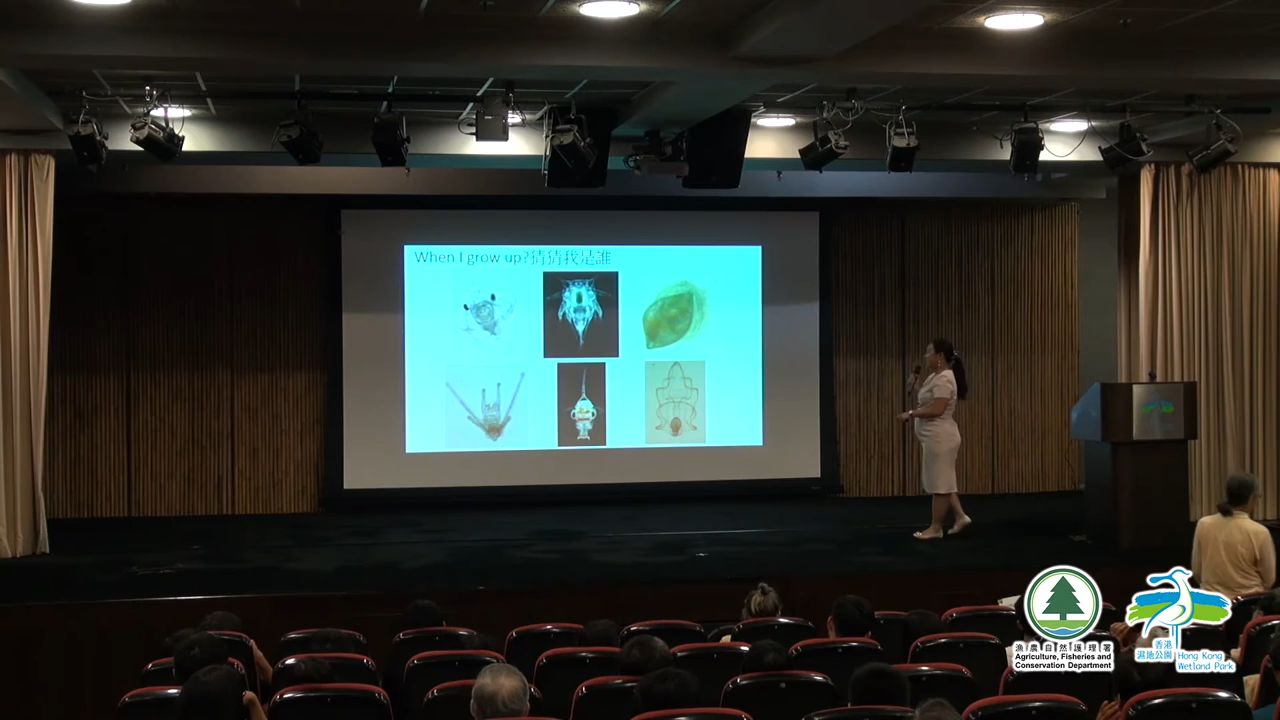 When I grow up?猜猜我是誰
漁農自然護理署
Agriculture, Fisheries and
Conservation Department
香港
濕地公園
Hong Kong
Wetland Park